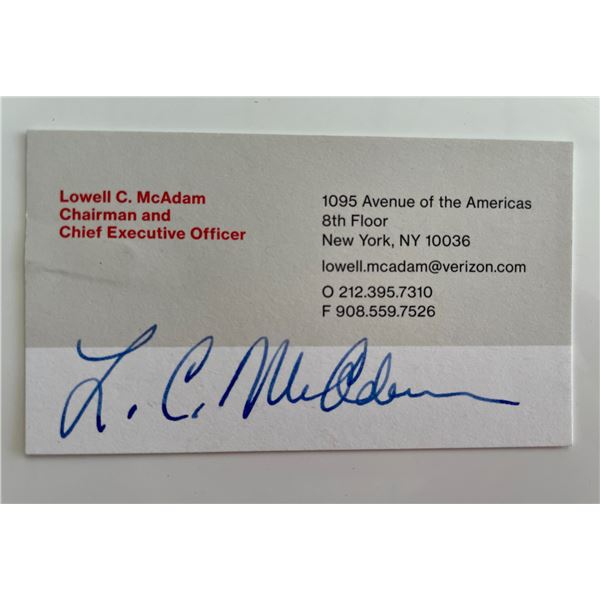 Lowell C. McAdam
Chairman and
Chief Executive Officer
1095 Avenue of the Americas
8th Floor
New York, NY 10036
lowell.mcadam@verizon.com
O 212.395.7310
F 908.559.7526
L. C. McAdam